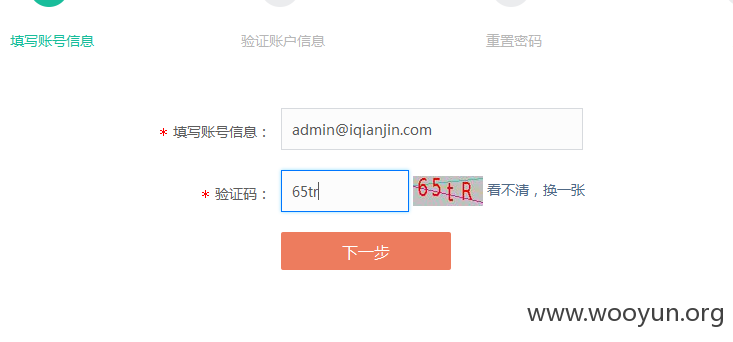 填写账号信息 验证账户信息 重置密码
* 填写账号信息： admin@iqianjin.com
* 验证码： 65tr 65tR 看不清，换一张
下一步
www.wooyun.org